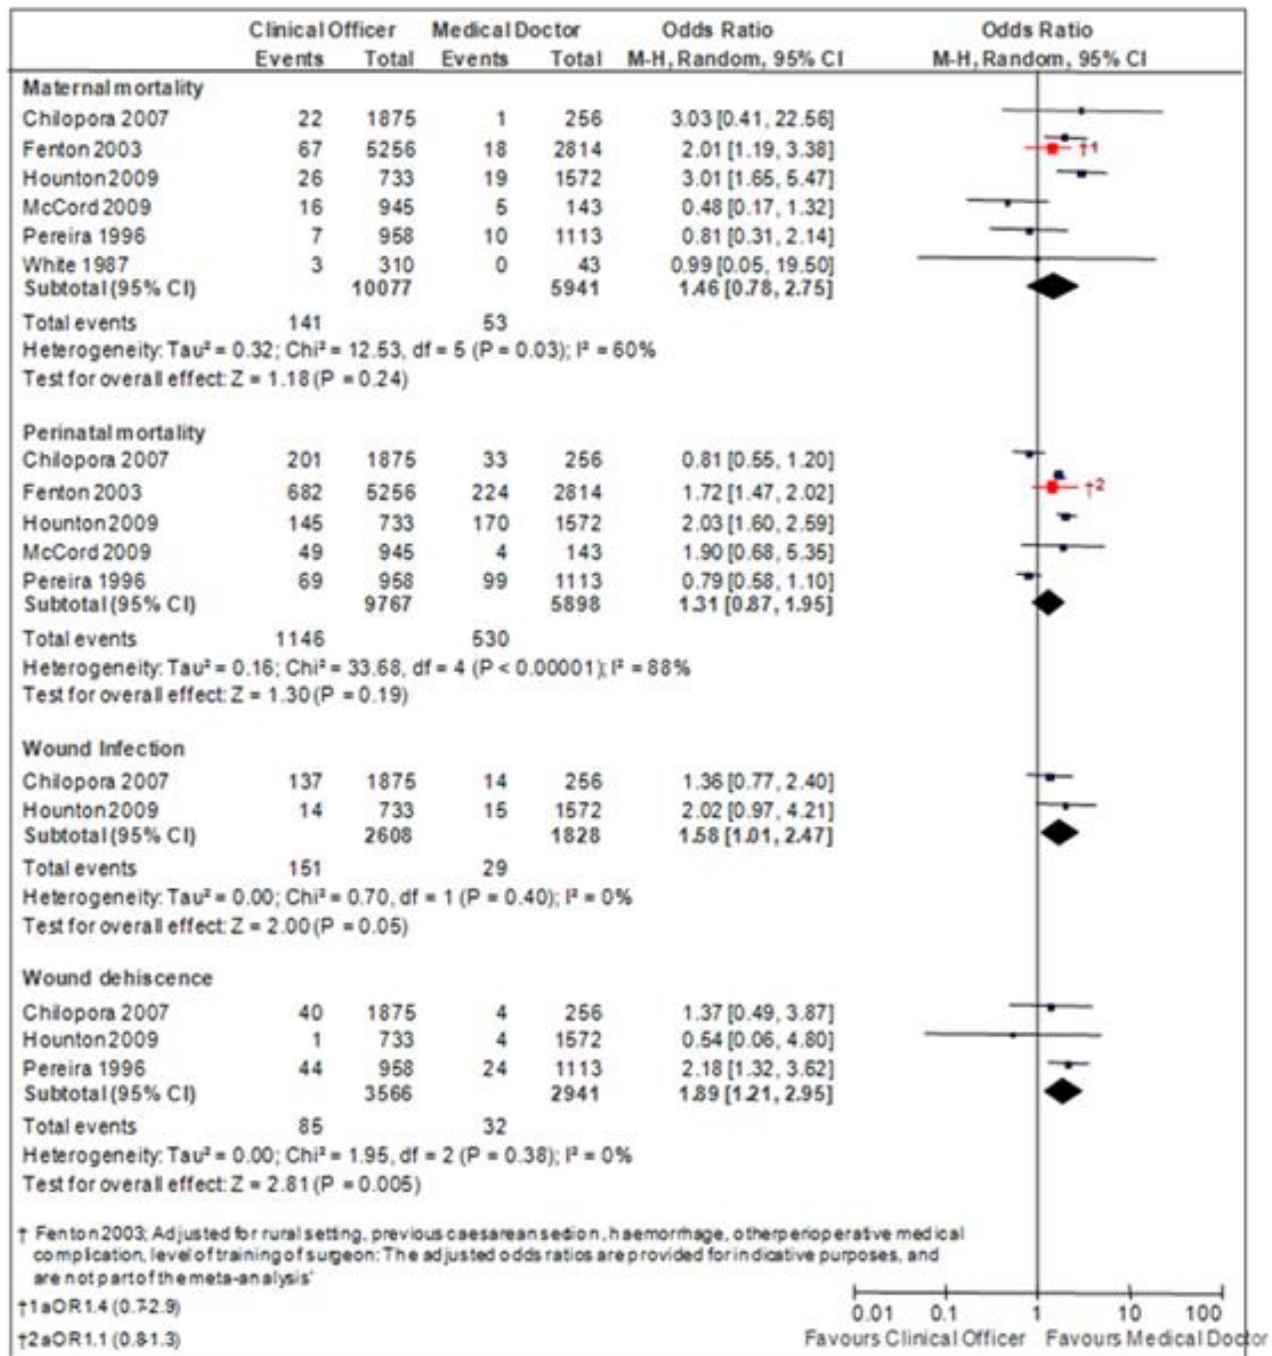 Clinical Officer Medical Doctor Odds Ratio Odds Ratio
Events Total Events Total M-H, Random, 95% CI M-H, Random, 95% CI
Maternal mortality
Chilopora 2007 22 1875 1 256 3.03 [0.41, 22.56]
Fenton 2003 67 5256 18 2814 2.01 [1.19, 3.38] †1
Hounton 2009 26 733 19 1572 3.01 [1.65, 5.47]
McCord 2009 16 945 5 143 0.48 [0.17, 1.32]
Pereira 1996 7 958 10 1113 0.81 [0.31, 2.14]
White 1987 3 310 0 43 0.99 [0.05, 19.50]
Subtotal (95% CI) 10077 5941 1.46 [0.78, 2.75]
Total events 141 53
Heterogeneity: Tau² = 0.32; Chi² = 12.53, df = 5 (P = 0.03); I² = 60%
Test for overall effect: Z = 1.18 (P = 0.24)
Perinatal mortality
Chilopora 2007 201 1875 33 256 0.81 [0.55, 1.20]
Fenton 2003 682 5256 224 2814 1.72 [1.47, 2.02] †2
Hounton 2009 145 733 170 1572 2.03 [1.60, 2.59]
McCord 2009 49 945 4 143 1.90 [0.68, 5.35]
Pereira 1996 69 958 99 1113 0.79 [0.58, 1.10]
Subtotal (95% CI) 9767 5898 1.31 [0.87, 1.95]
Total events 1146 530
Heterogeneity: Tau² = 0.16; Chi² = 33.68, df = 4 (P < 0.00001); I² = 88%
Test for overall effect: Z = 1.30 (P = 0.19)
Wound Infection
Chilopora 2007 137 1875 14 256 1.36 [0.77, 2.40]
Hounton 2009 14 733 15 1572 2.02 [0.97, 4.21]
Subtotal (95% CI) 2608 1828 1.58 [1.01, 2.47]
Total events 151 29
Heterogeneity: Tau² = 0.00; Chi² = 0.70, df = 1 (P = 0.40); I² = 0%
Test for overall effect: Z = 2.00 (P = 0.05)
Wound dehiscence
Chilopora 2007 40 1875 4 256 1.37 [0.49, 3.87]
Hounton 2009 1 733 4 1572 0.54 [0.06, 4.80]
Pereira 1996 44 958 24 1113 2.18 [1.32, 3.62]
Subtotal (95% CI) 3566 2941 1.89 [1.21, 2.95]
Total events 85 32
Heterogeneity: Tau² = 0.00; Chi² = 1.95, df = 2 (P = 0.38); I² = 0%
Test for overall effect: Z = 2.81 (P = 0.005)
† Fenton 2003; Adjusted for rural setting, previous caesarean section, haemorrhage, other perioperative medical
complication, level of training of surgeon: The adjusted odds ratios are provided for indicative purposes, and
are not part of the meta-analysis'
†1 aOR 1.4 (0.7-2.9)
†2 aOR 1.1 (0.8-1.3)
0.01 0.1 1 10 100
Favours Clinical Officer Favours Medical Doctor